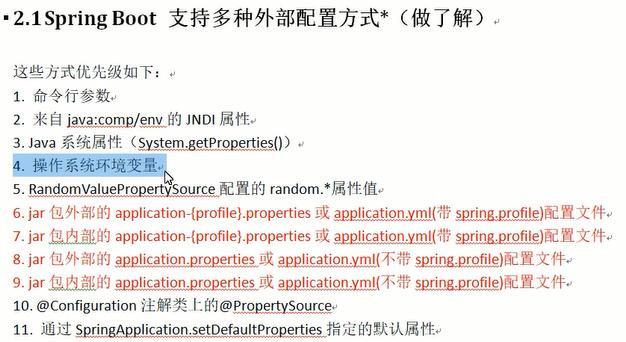 2.1 Spring Boot 支持多种外部配置方式*（做了解）
这些方式优先级如下：
1. 命令行参数
2. 来自 java:comp/env 的 JNDI 属性
3. Java 系统属性（System.getProperties()）
4. 操作系统环境变量
5. RandomValuePropertySource 配置的 random.*属性值
6. jar 包外部的 application-{profile}.properties 或 application.yml(带 spring.profile)配置文件
7. jar 包内部的 application-{profile}.properties 或 application.yml(带 spring.profile)配置文件
8. jar 包外部的 application.properties 或 application.yml(不带 spring.profile)配置文件
9. jar 包内部的 application.properties 或 application.yml(不带 spring.profile)配置文件
10. @Configuration 注解类上的@PropertySource
11. 通过 SpringApplication.setDefaultProperties 指定的默认属性